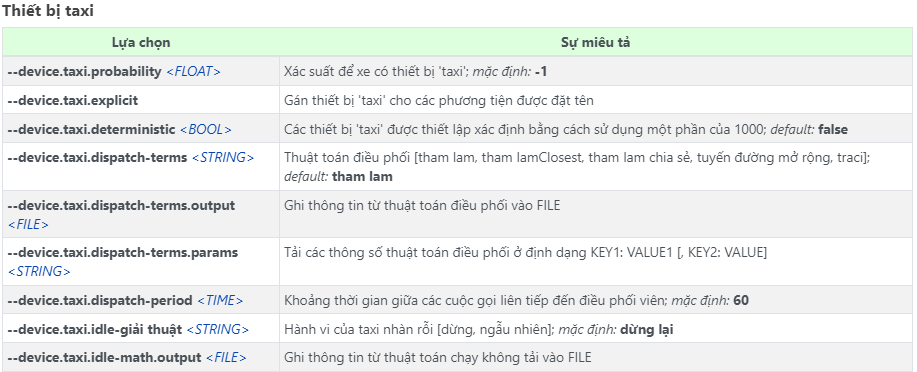 Thiết bị taxi
Lựa chọn Sự miêu tả
--device.taxi.probability <FLOAT> Xác suất để xe có thiết bị 'taxi'; mặc định: -1
--device.taxi.explicit Gán thiết bị 'taxi' cho các phương tiện được đặt tên
--device.taxi.deterministic <BOOL> Các thiết bị 'taxi' được thiết lập xác định bằng cách sử dụng một phần của 1000; default: false
--device.taxi.dispatch-terms <STRING> Thuật toán điều phối [tham lam, tham lamClosest, tham lam chia sẻ, tuyến đường mở rộng, traci];
default: tham lam
--device.taxi.dispatch-terms.output Ghi thông tin từ thuật toán điều phối vào FILE
<FILE>
--device.taxi.dispatch-terms.params Tải các thông số thuật toán điều phối ở định dạng KEY1: VALUE1 [, KEY2: VALUE]
<STRING>
--device.taxi.dispatch-period <TIME> Khoảng thời gian giữa các cuộc gọi liên tiếp đến điều phối viên; mặc định: 60
--device.taxi.idle-giải thuật <STRING> Hành vi của taxi nhàn rỗi [dừng, ngẫu nhiên]; mặc định: dừng lại
--device.taxi.idle-math.output <FILE> Ghi thông tin từ thuật toán chạy không tải vào FILE